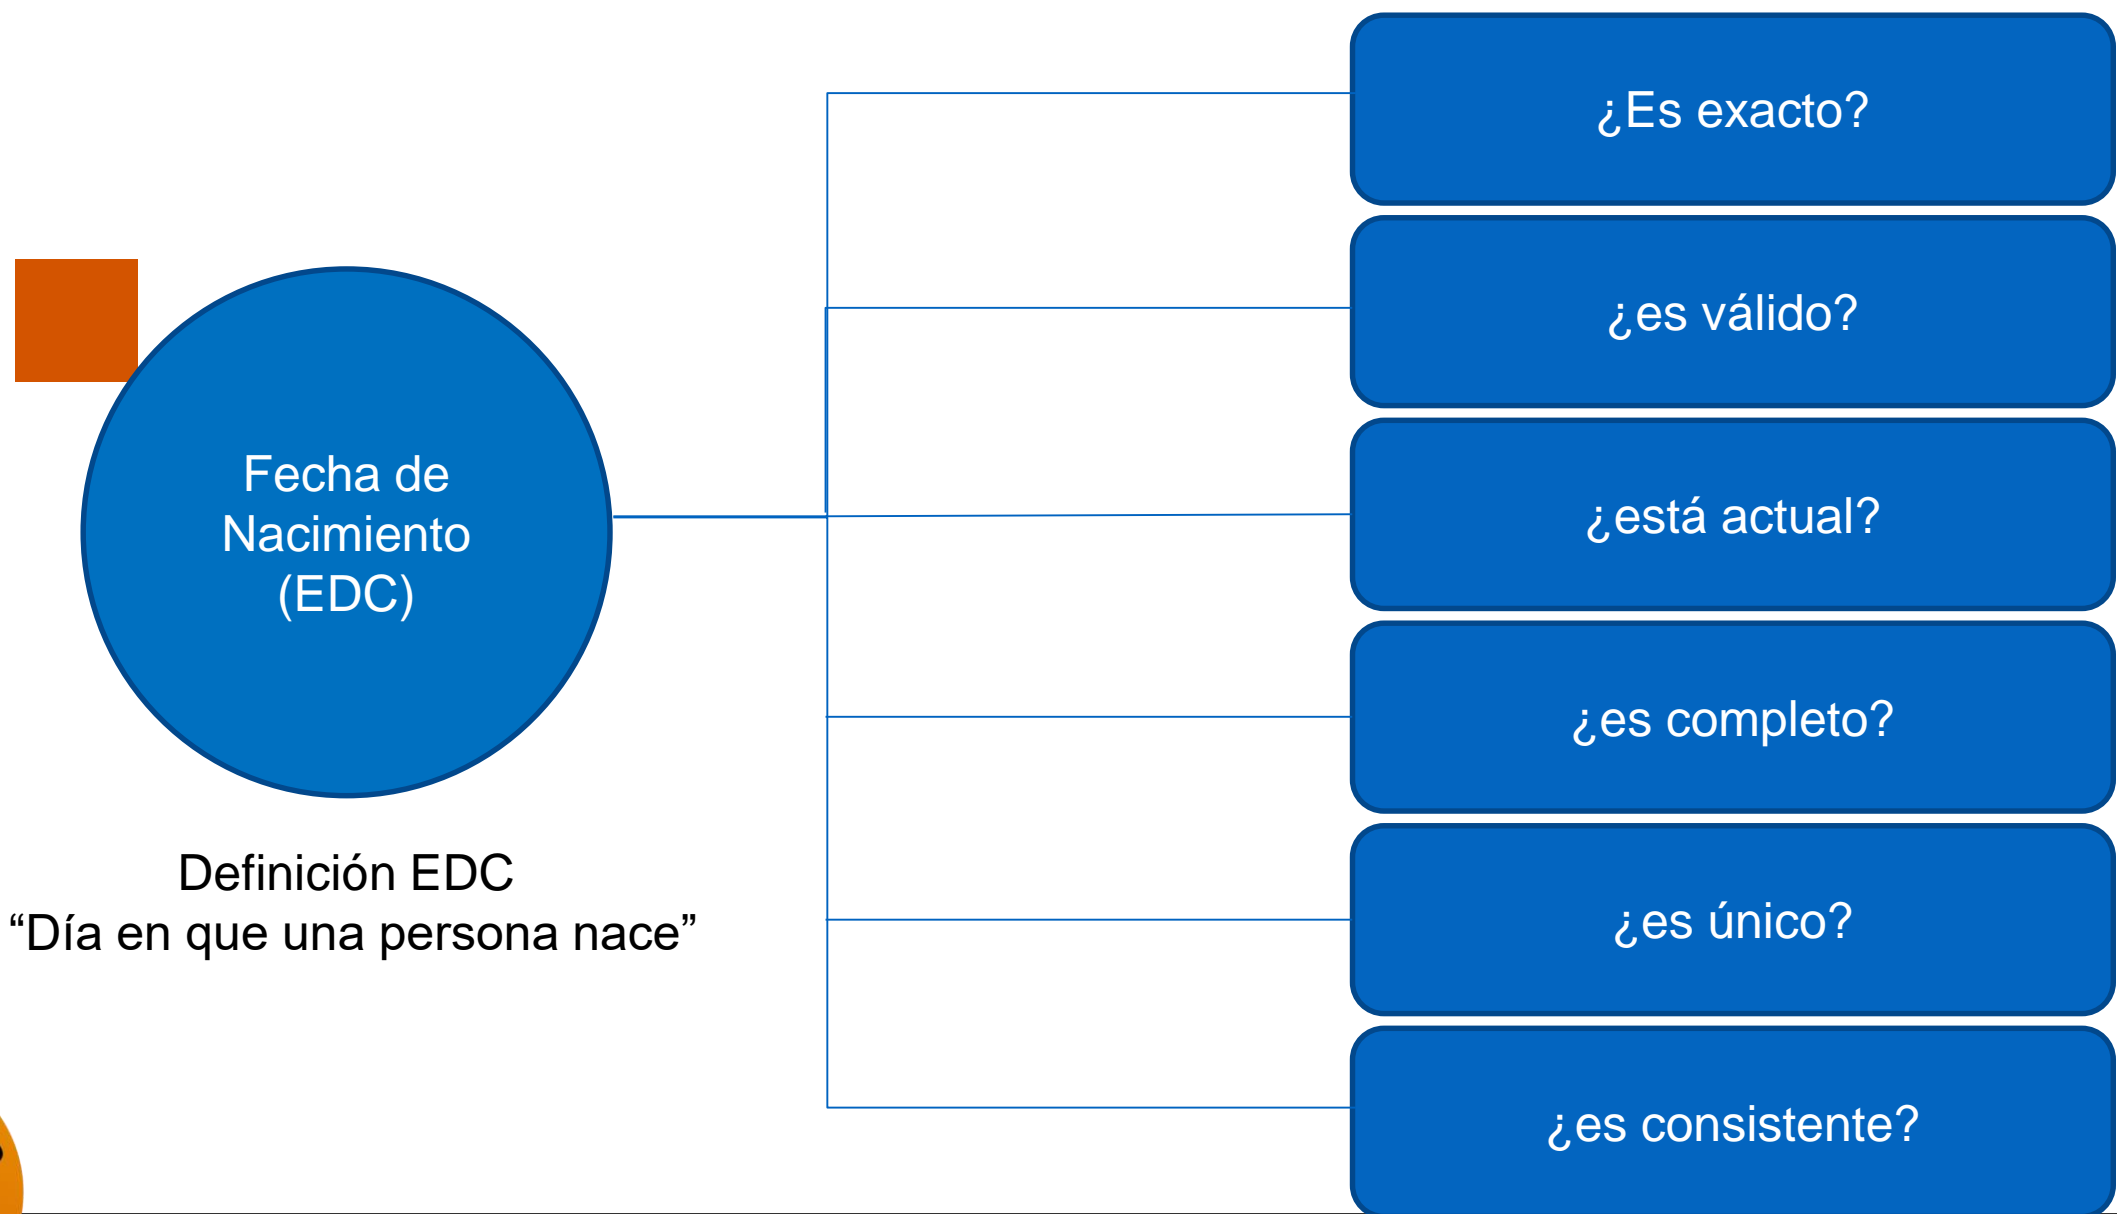 Fecha de
Nacimiento
(EDC)
Definición EDC
“Día en que una persona nace”
¿Es exacto?
¿es válido?
¿está actual?
¿es completo?
¿es único?
¿es consistente?